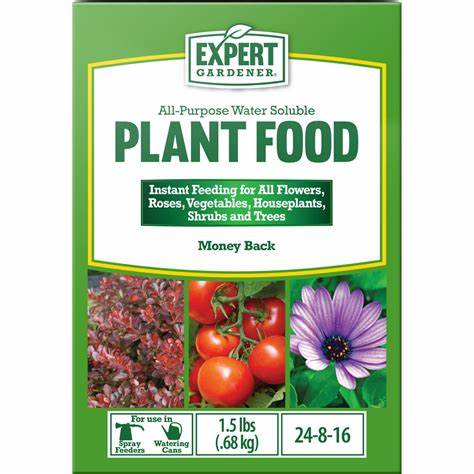 EXPERT
GARDENER®
All-Purpose Water Soluble
PLANT FOOD
Instant Feeding for All Flowers,
Roses, Vegetables, Houseplants,
Shrubs and Trees
Money Back
For use in
Spray Feeders
Watering Cans
1.5 lbs
(.68 kg)
24-8-16